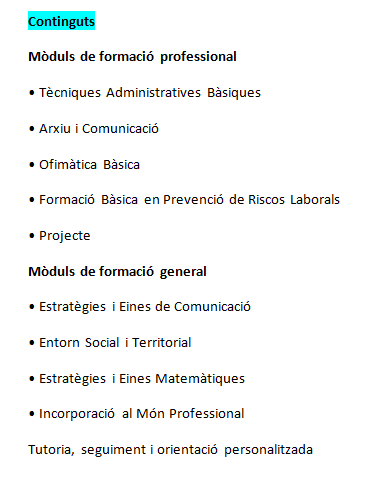 Continguts
Mòduls de formació professional
• Tècniques Administratives Bàsiques
• Arxiu i Comunicació
• Ofimàtica Bàsica
• Formació Bàsica en Prevenció de Riscos Laborals
• Projecte
Mòduls de formació general
• Estratègies i Eines de Comunicació
• Entorn Social i Territorial
• Estratègies i Eines Matemàtiques
• Incorporació al Món Professional
Tutoria, seguiment i orientació personalitzada